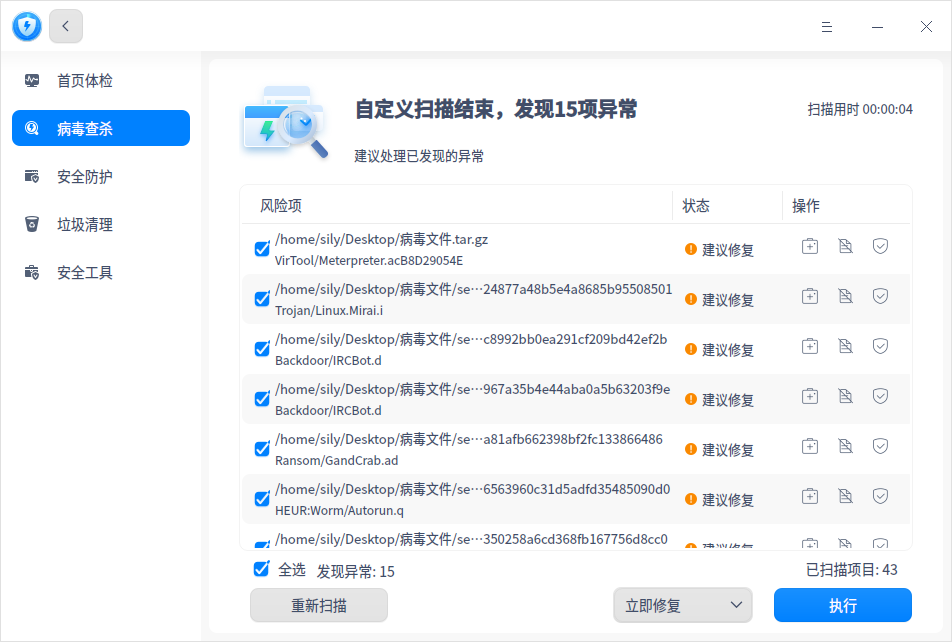 首页体检
病毒查杀
安全防护
垃圾清理
安全工具
自定义扫描结束，发现15项异常
扫描用时 00:00:04
建议处理已发现的异常
风险项 状态 操作
/home/sily/Desktop/病毒文件.tar.gz
VirTool/Meterpreter.acB8D29054E
建议修复
/home/sily/Desktop/病毒文件/se…24877a48b5e4a8685b95508501
Trojan/Linux.Mirai.i
建议修复
/home/sily/Desktop/病毒文件/se…c8992bb0ea291cf209bd42ef2b
Backdoor/IRCBot.d
建议修复
/home/sily/Desktop/病毒文件/se…967a35b4e44aba0a5b63203f9e
Backdoor/IRCBot.d
建议修复
/home/sily/Desktop/病毒文件/se…a81afb662398bf2fc133866486
Ransom/GandCrab.ad
建议修复
/home/sily/Desktop/病毒文件/se…6563960c31d5adfd35485090d0
HEUR:Worm/Autorun.q
建议修复
/home/sily/Desktop/病毒文件/se…350258a6cd368fb167756d8cc0
建议修复
全选 发现异常: 15
已扫描项目: 43
重新扫描
立即修复
执行